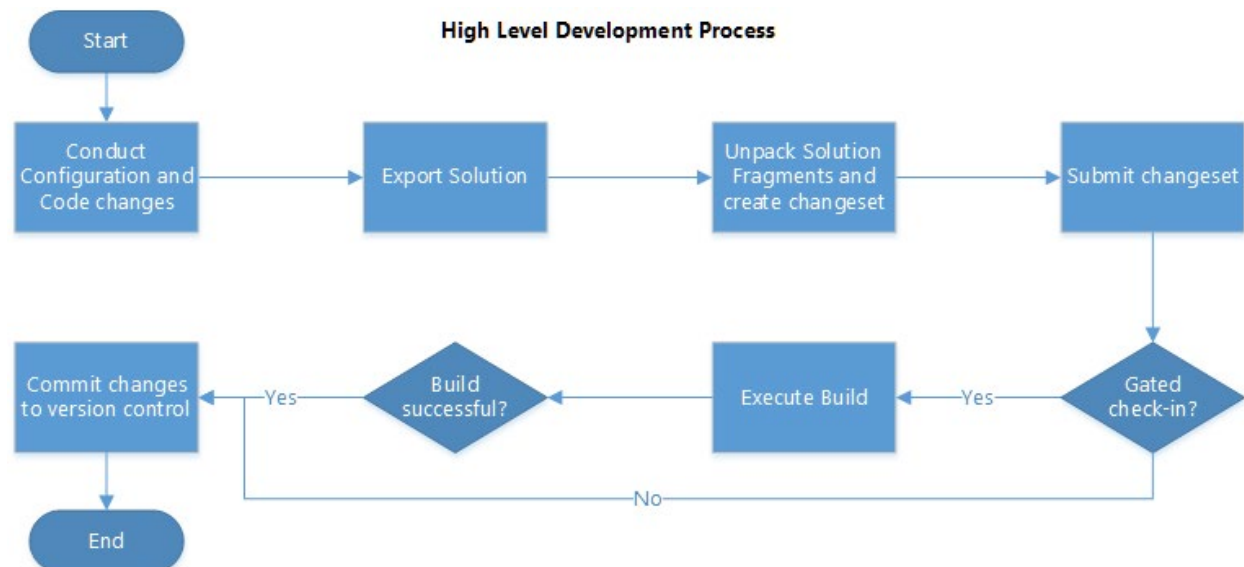 High Level Development Process
Start
Conduct
Configuration and
Code changes
Export Solution
Unpack Solution
Fragments and
create changeset
Submit changeset
Gated
check-in?
Yes
Execute Build
Build
successful?
Yes
Commit changes
to version control
No
End